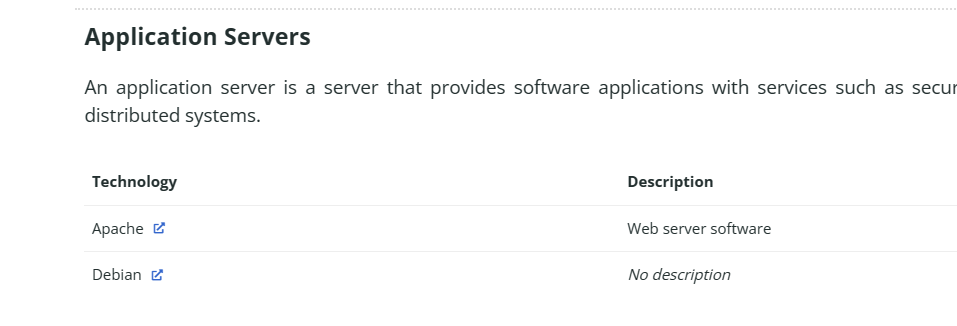 Application Servers
An application server is a server that provides software applications with services such as
distributed systems.
Technology Description
Apache Web server software
Debian No description